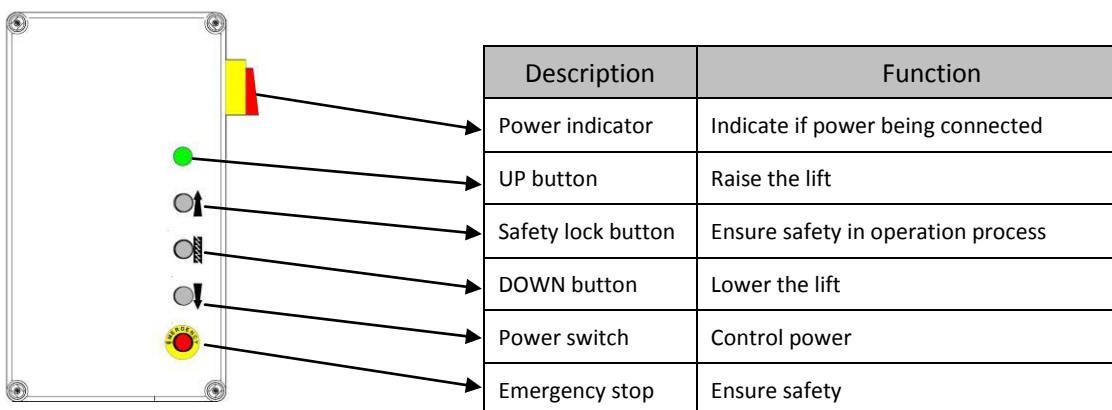 Description Function
Power indicator Indicate if power being connected
UP button Raise the lift
Safety lock button Ensure safety in operation process
DOWN button Lower the lift
Power switch Control power
EMERGENCY
Emergency stop Ensure safety